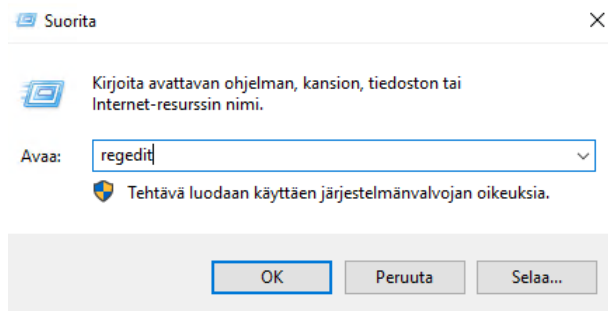 Suorita
Kirjoita avattavan ohjelman, kansion, tiedoston tai
Internet-resurssin nimi.
Avaa: regedit
Tehtävä luodaan käyttäen järjestelmänvalvojan oikeuksia.
OK Peruuta Selaa...